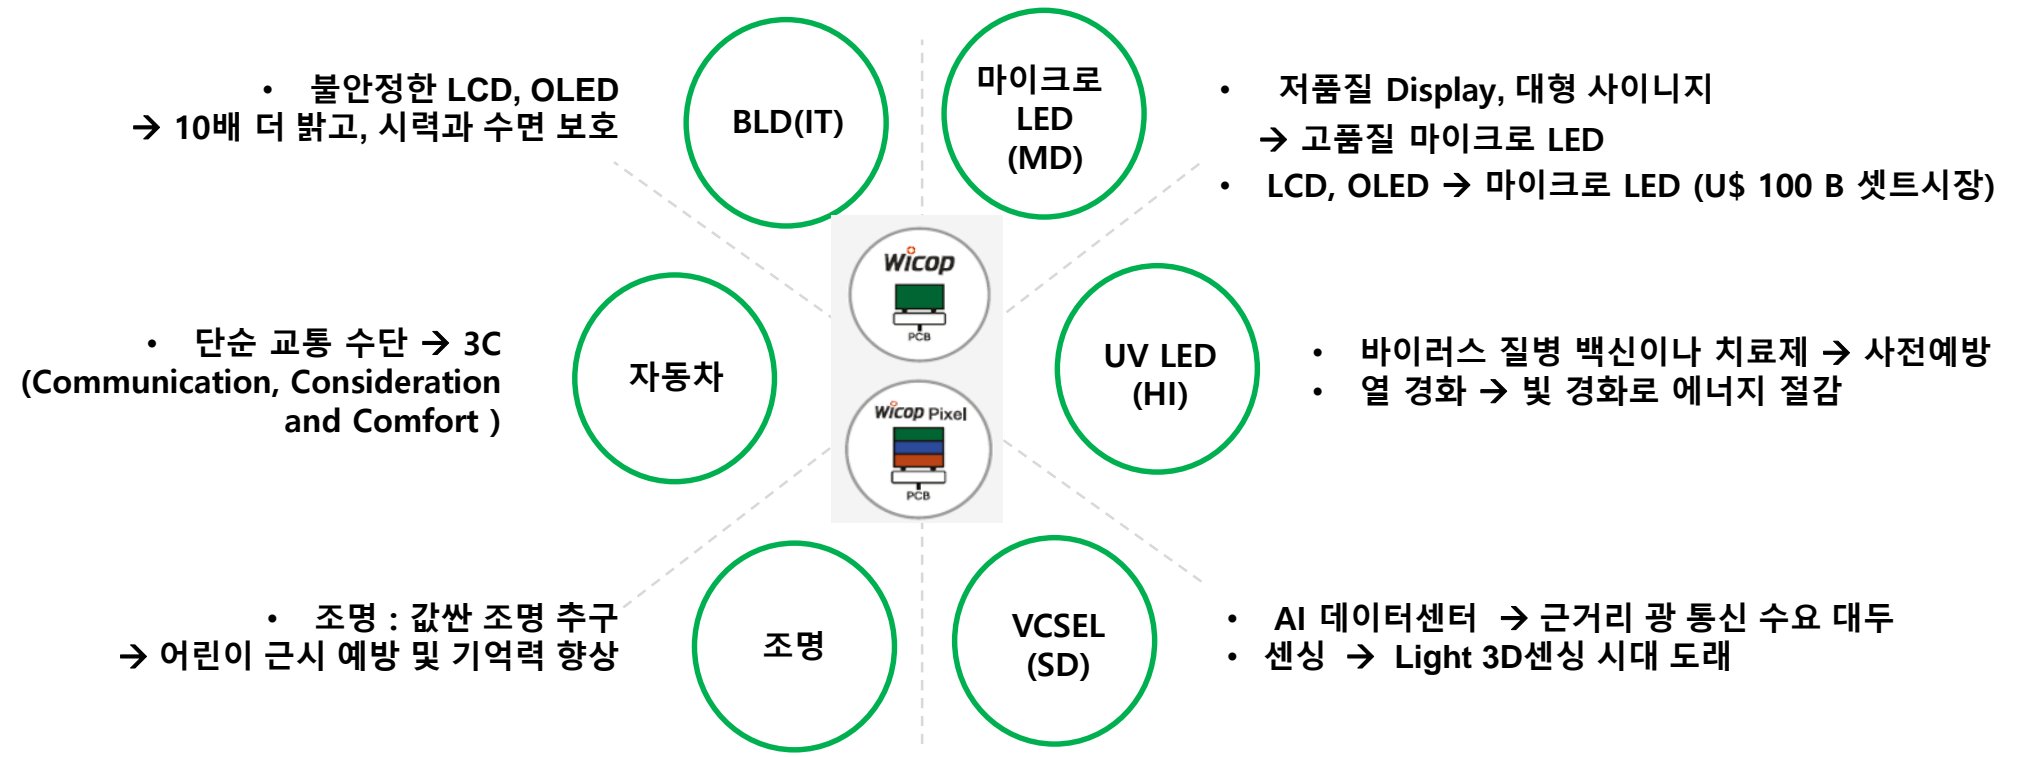 • 불안정한 LCD, OLED
→ 10배 더 밝고, 시력과 수면 보호
BLD(IT)
마이크로
LED
(MD)
• 저품질 Display, 대형 사이니지
→ 고품질 마이크로 LED
• LCD, OLED → 마이크로 LED (U$ 100 B 셋트시장)
Wicop
PCB
• 단순 교통 수단 → 3C
(Communication, Consideration
and Comfort )
자동차
UV LED
(HI)
• 바이러스 질병 백신이나 치료제 → 사전예방
• 열 경화 → 빛 경화로 에너지 절감
Wicop Pixel
PCB
• 조명 : 값싼 조명 추구
→ 어린이 근시 예방 및 기억력 향상
조명
VCSEL
(SD)
• AI 데이터센터 → 근거리 광 통신 수요 대두
• 센싱 → Light 3D센싱 시대 도래